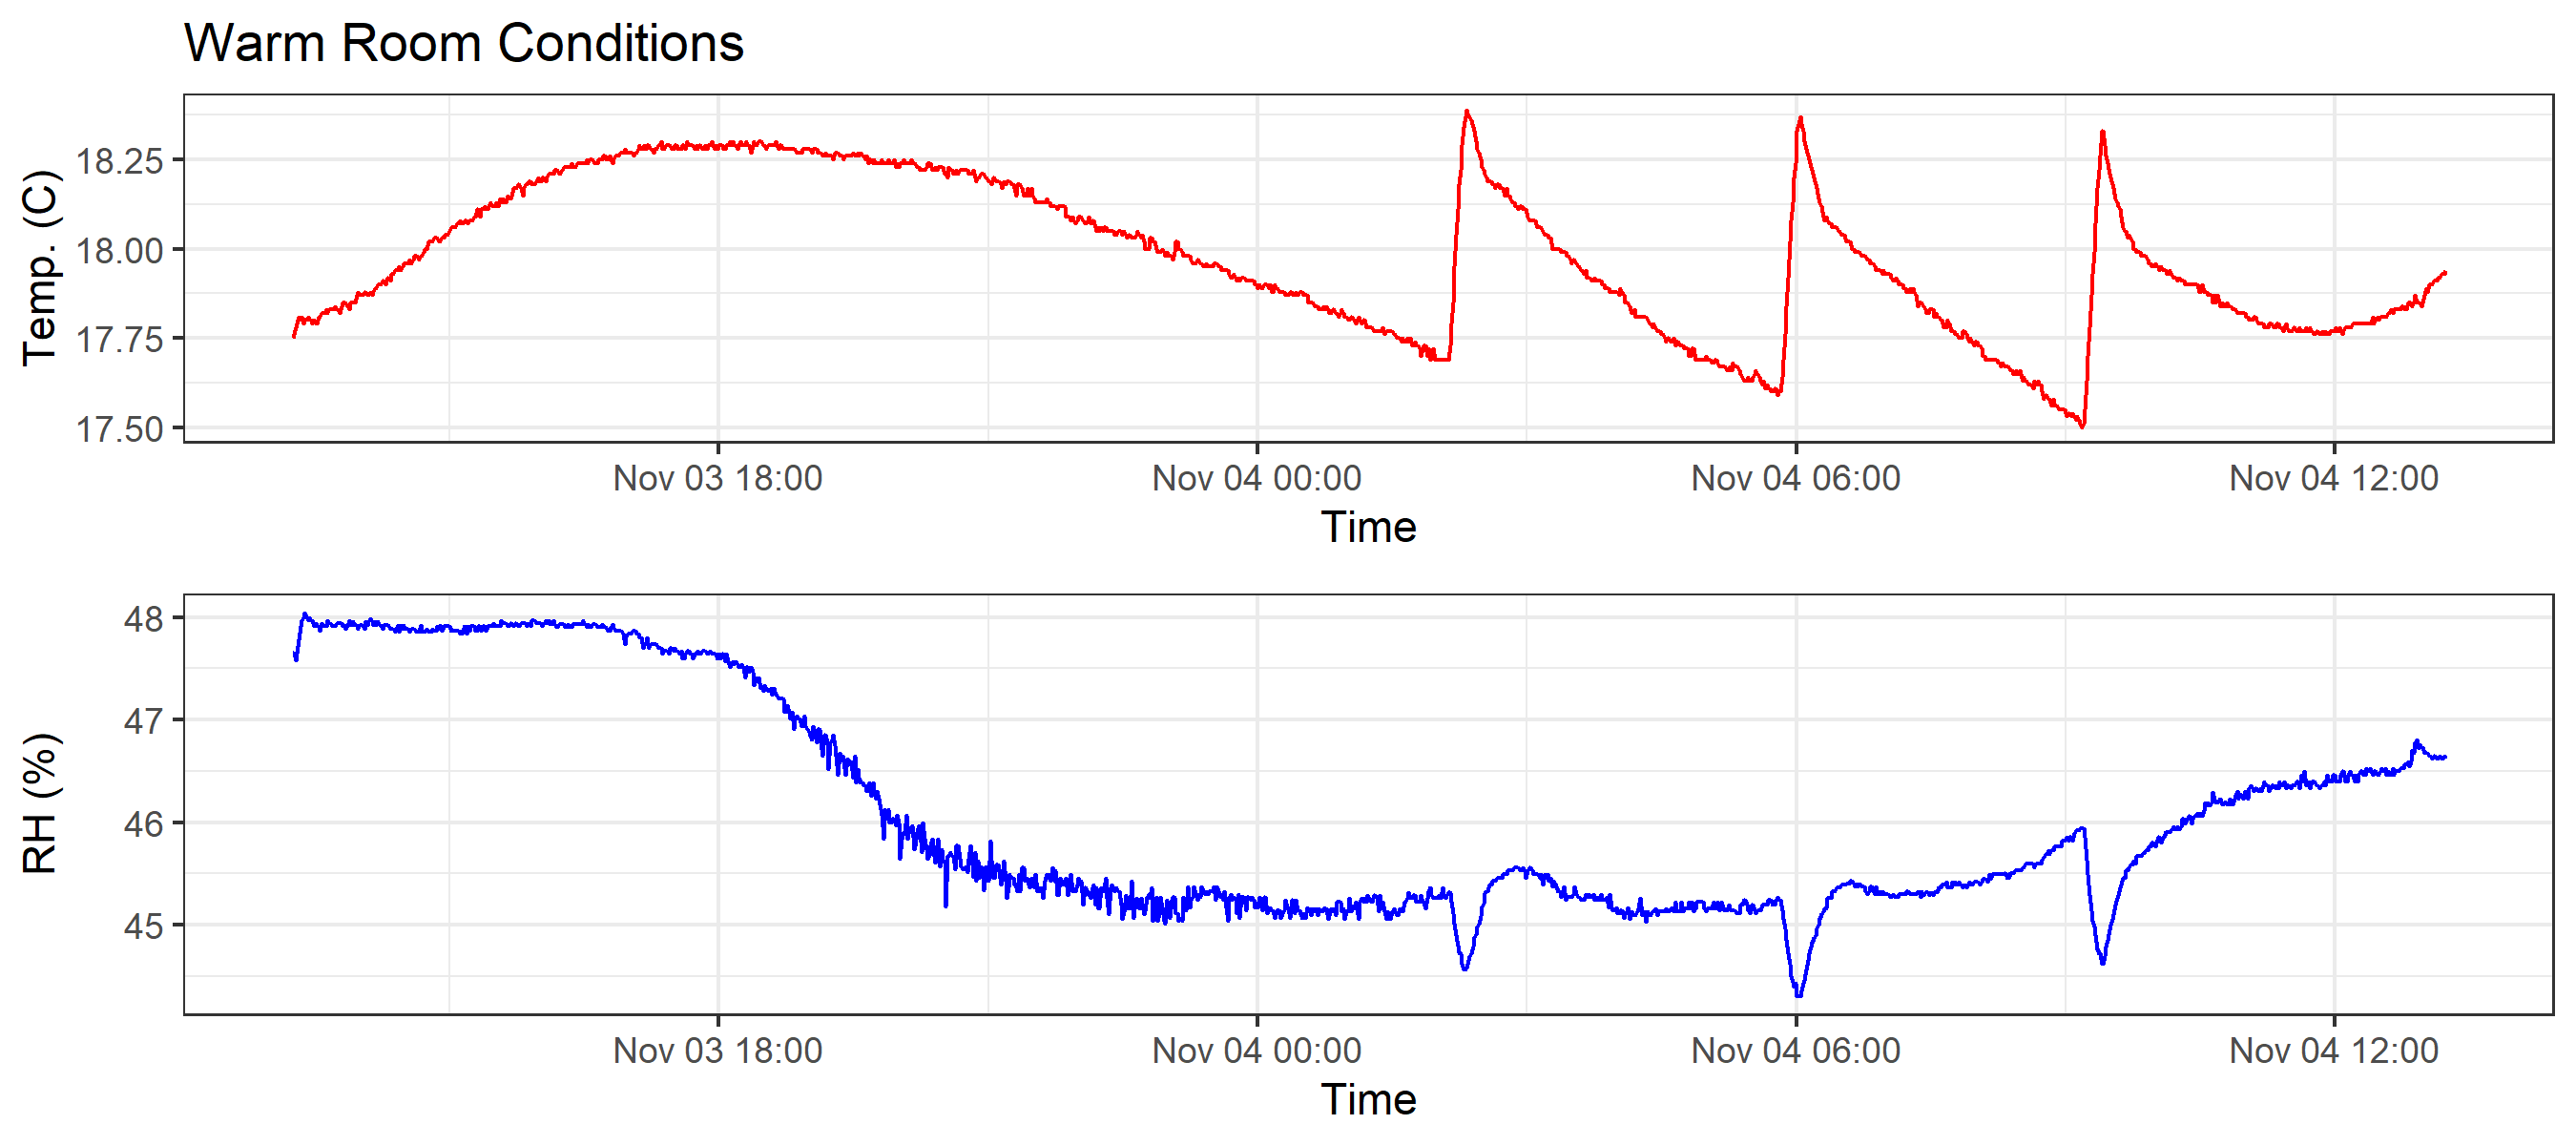 Warm Room Conditions
Temp. (C)
18.25
18.00
17.75
17.50
Nov 03 18:00 Nov 04 00:00 Nov 04 06:00 Nov 04 12:00
Time
RH (%)
48
47
46
45
Nov 03 18:00 Nov 04 00:00 Nov 04 06:00 Nov 04 12:00
Time